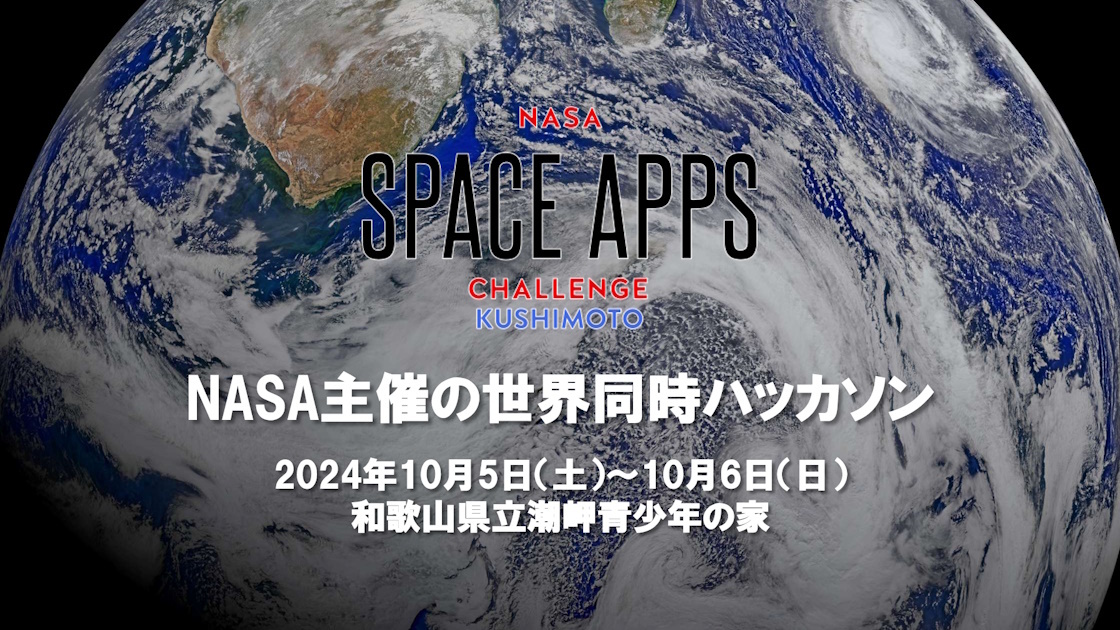 NASA
SPACE APPS
CHALLENGE
KUSHIMOTO
NASA主催の世界同時ハッカソン
2024年10月5日(土)～10月6日(日)
和歌山県立潮岬青少年の家